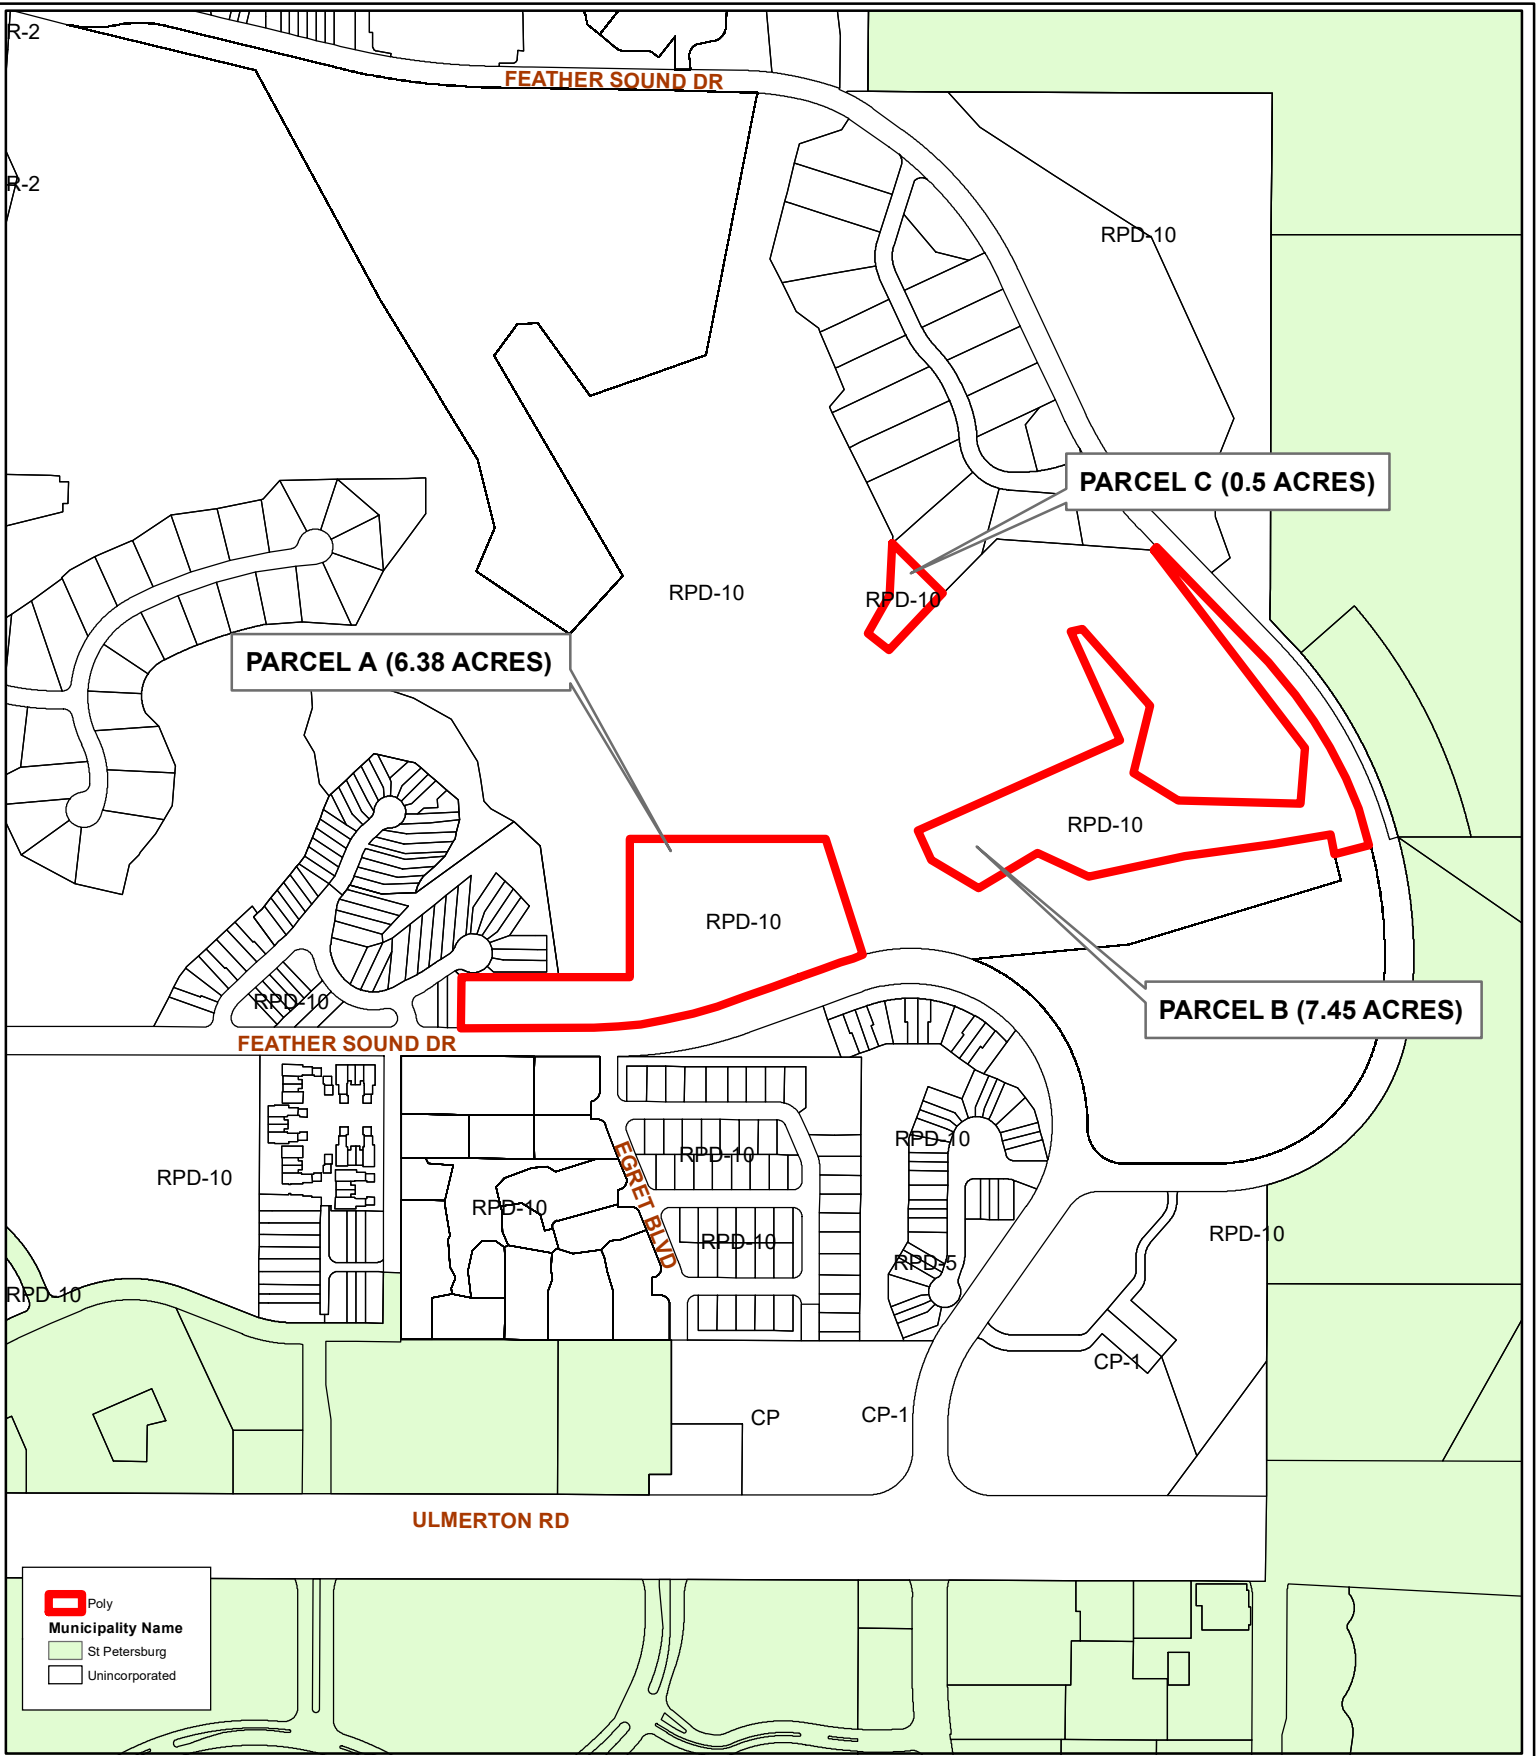 R-2
FEATHER SOUND DR
R-2
RPD-10
PARCEL C (0.5 ACRES)
RPD-10
RPD-10
PARCEL A (6.38 ACRES)
RPD-10
RPD-10
RPD-10
PARCEL B (7.45 ACRES)
FEATHER SOUND DR
RPD-10
RPD-10
RPD-10
EGRET BLVD
RPD-10
RPD-10
RPD-10
RPD-10
RPD-5
RPD-10
CP-1
CP
CP-1
ULMERTON RD
Poly
Municipality Name
St Petersburg
Unincorporated